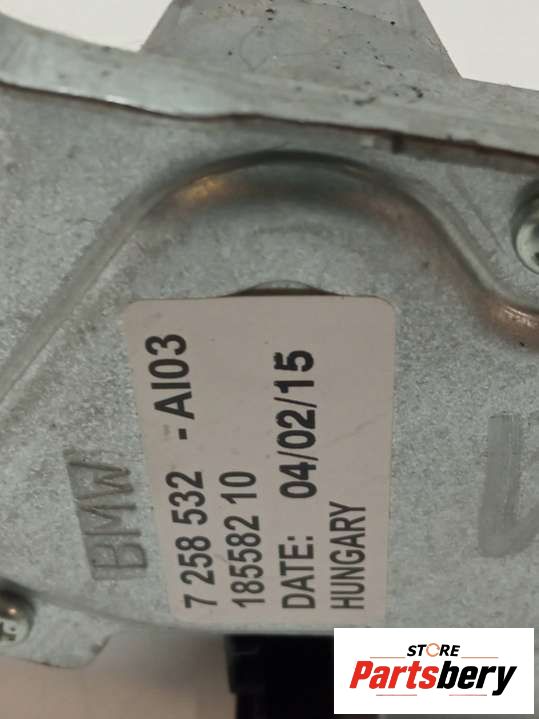 BMW
7 258 532 - AI03
18558210
DATE: 04/02/15
HUNGARY
STORE
Partsbery